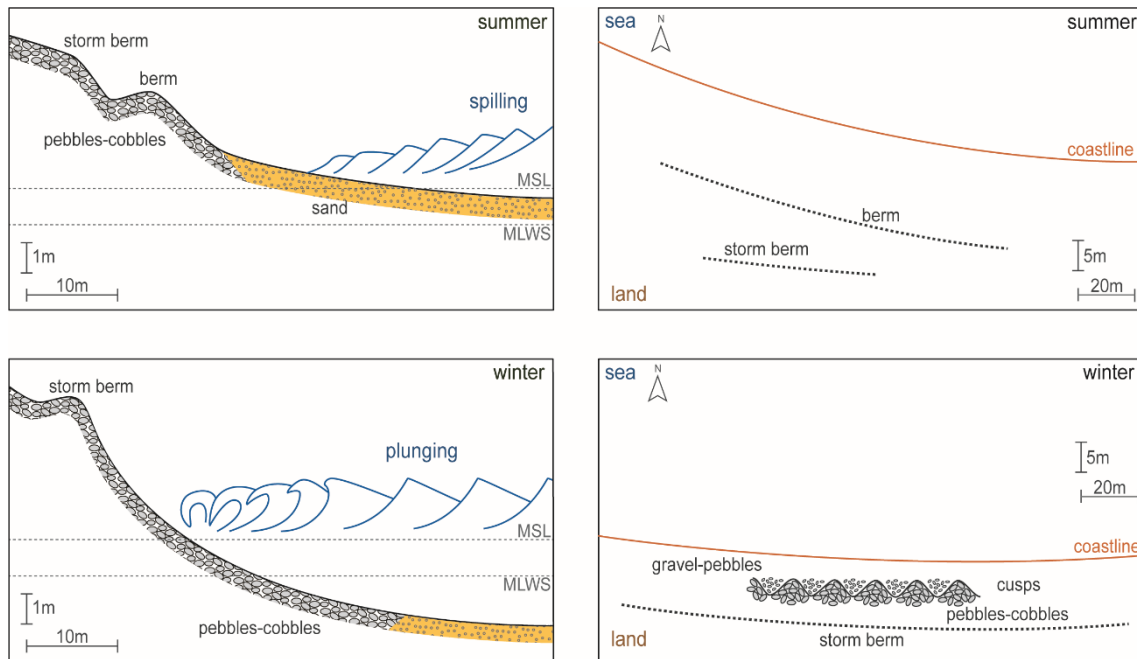 summer
storm berm
berm
spilling
pebbles-cobbles
MSL
sand
MLWS
1m
10m
sea
N
summer
coastline
berm
storm berm
5m
20m
land
winter
storm berm
plunging
MSL
MLWS
1m
pebbles-cobbles
10m
sea
N
winter
5m
20m
coastline
gravel-pebbles
cusps
pebbles-cobbles
storm berm
land